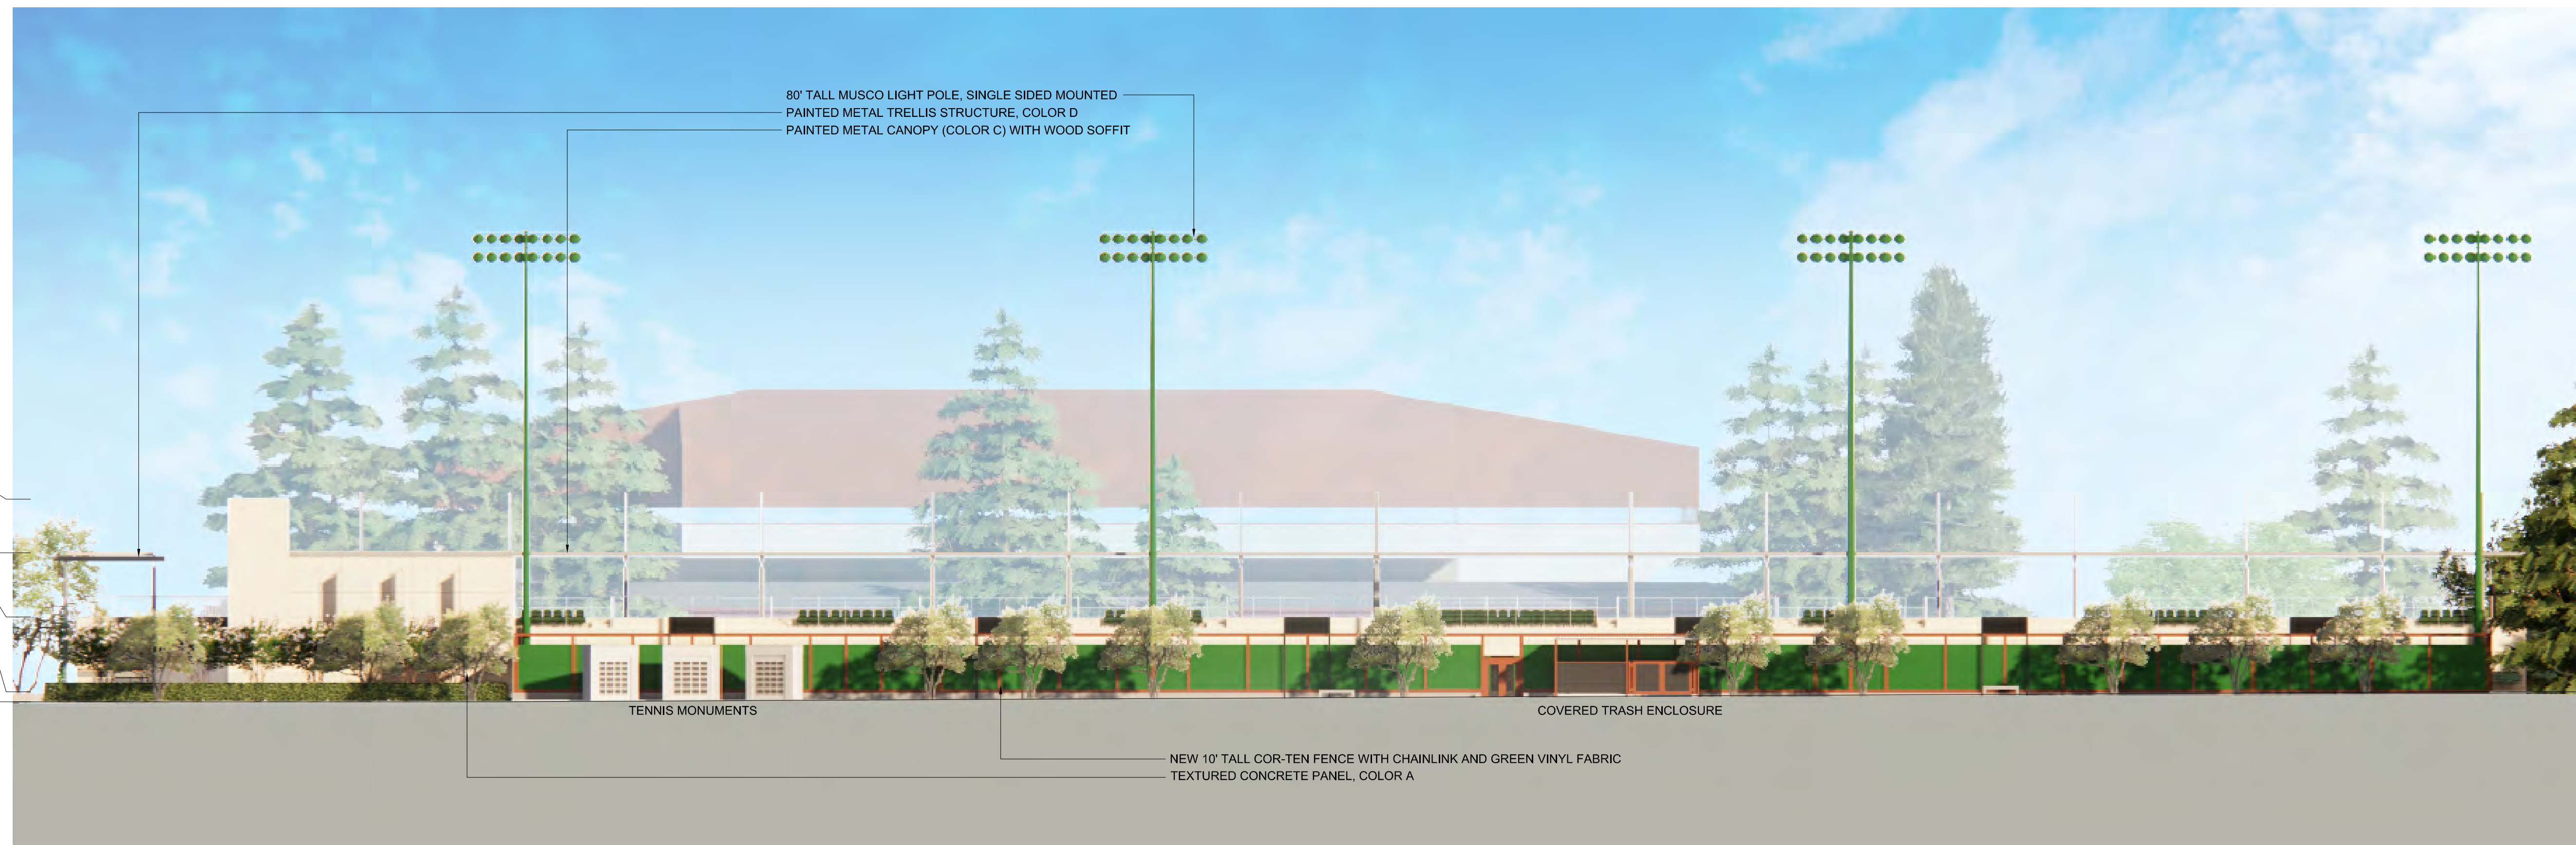 80' TALL MUSCO LIGHT POLE, SINGLE SIDED MOUNTED
PAINTED METAL TRELLIS STRUCTURE, COLOR D
PAINTED METAL CANOPY (COLOR C) WITH WOOD SOFFIT
TENNIS MONUMENTS
COVERED TRASH ENCLOSURE
NEW 10' TALL COR-TEN FENCE WITH CHAINLINK AND GREEN VINYL FABRIC
TEXTURED CONCRETE PANEL, COLOR A